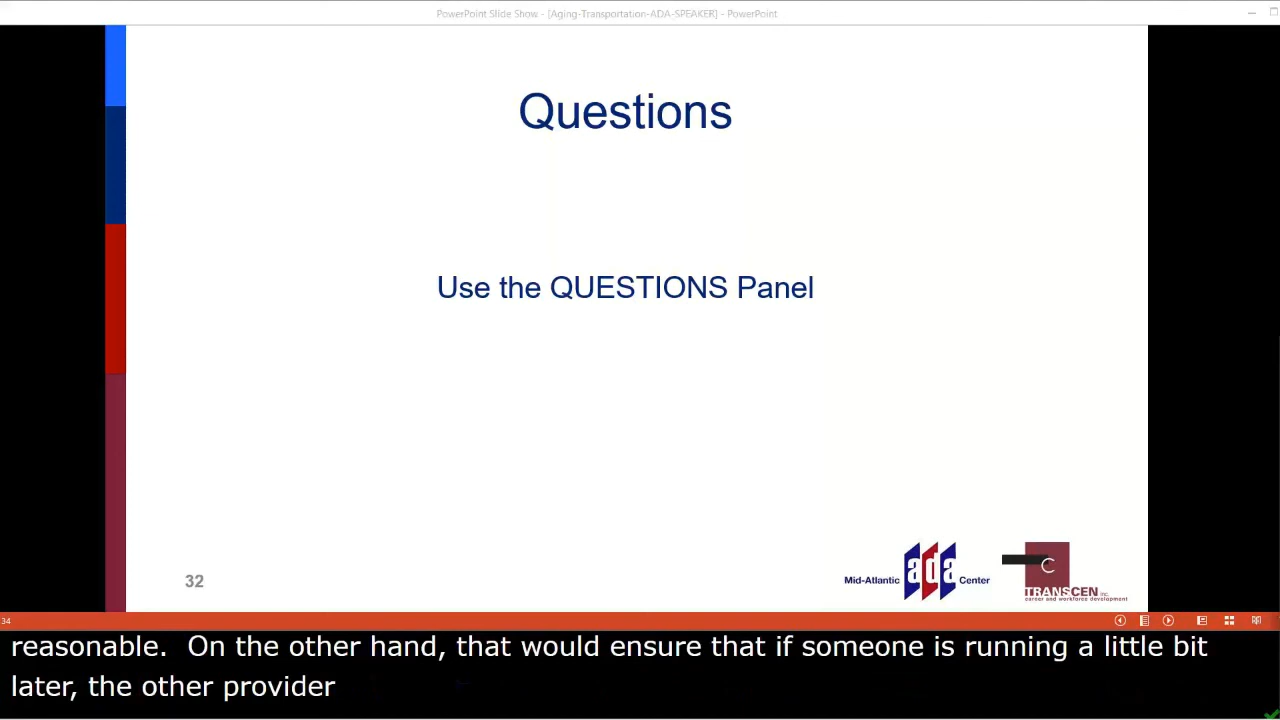 PowerPoint Slide Show - [Aging-Transportation-ADA-SPEAKER] - PowerPoint
Questions
Use the QUESTIONS Panel
32
Mid-Atlantic ada Center
C
TRANSCEN inc.
career and workforce development
34
reasonable.  On the other hand, that would ensure that if someone is running a little bit
later, the other provider